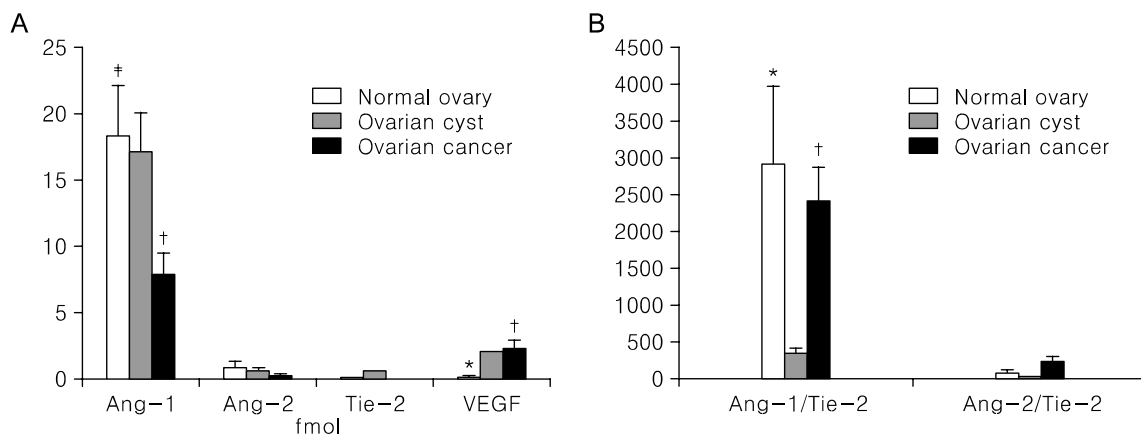 A
25
20
15
10
5
0
‡
†
*
†
Normal ovary
Ovarian cyst
Ovarian cancer
Ang-1
Ang-2
Tie-2
VEGF
fmol
B
4500
4000
3500
3000
2500
2000
1500
1000
500
0
*
†
Normal ovary
Ovarian cyst
Ovarian cancer
Ang-1/Tie-2
Ang-2/Tie-2